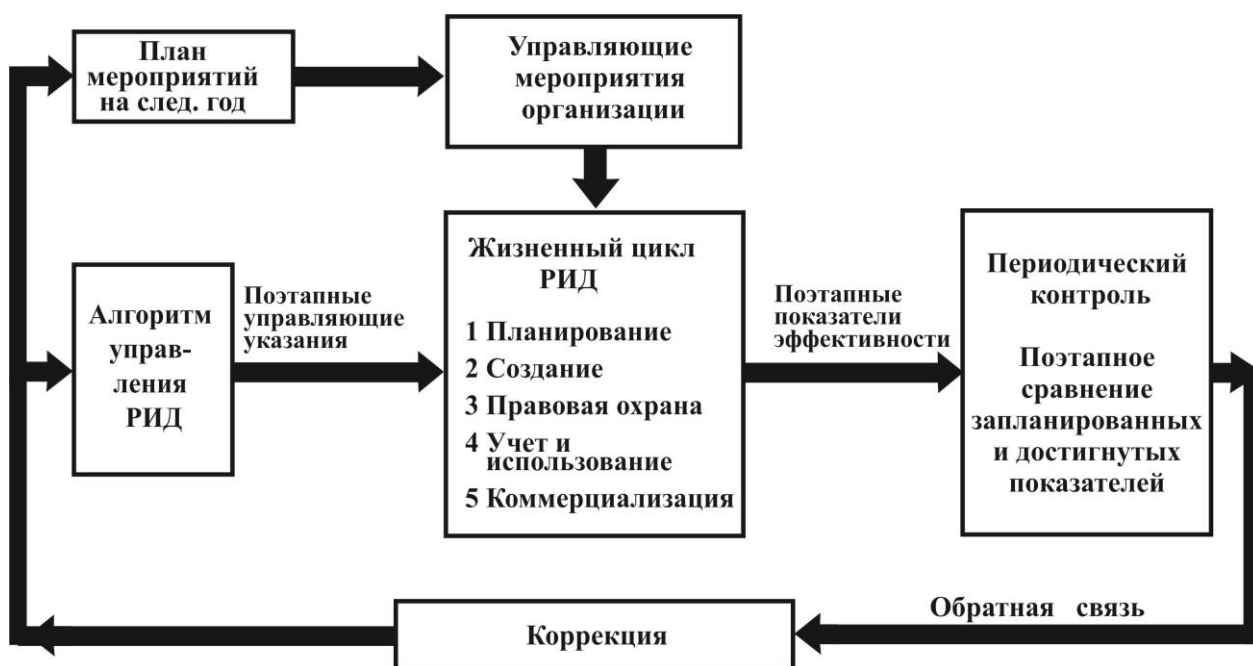 План
мероприятий
на след. год
Управляющие
мероприятия
организации
Алгоритм
управ-
ления
РИД
Поэтапные
управляющие
указания
Жизненный цикл
РИД
1 Планирование
2 Создание
3 Правовая охрана
4 Учет и
использование
5 Коммерциализация
Поэтапные
показатели
эффективности
Периодический
контроль
Поэтапное
сравнение
запланированных
и достигнутых
показателей
Обратная связь
Коррекция